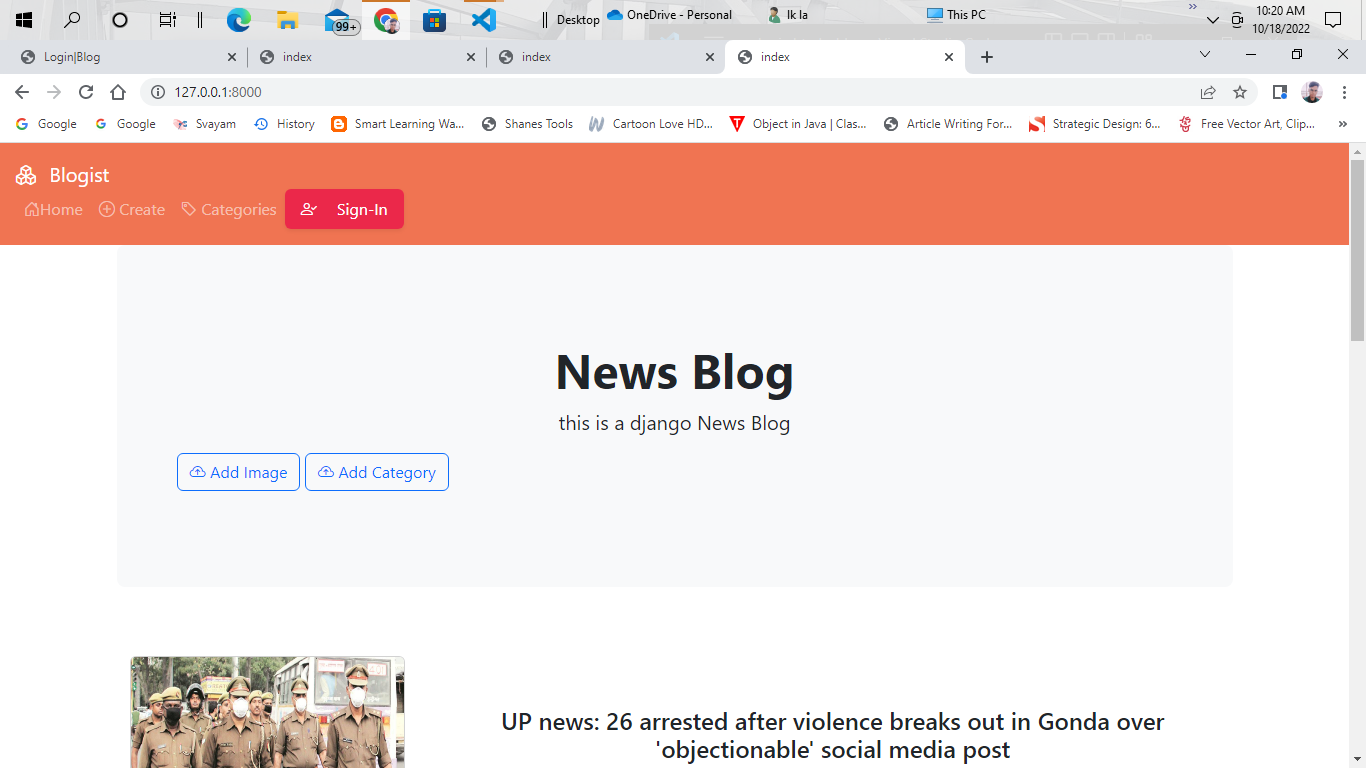 99+
Desktop
OneDrive - Personal
Ik la
This PC
10:20 AM
10/18/2022
Login|Blog
index
index
index
127.0.0.1:8000
Google
Google
Svayam
History
Smart Learning Wa...
Shanes Tools
Cartoon Love HD...
Object in Java | Clas...
Article Writing For...
Strategic Design: 6...
Free Vector Art, Clip...
Blogist
Home
Create
Categories
Sign-In
News Blog
this is a django News Blog
Add Image
Add Category
UP news: 26 arrested after violence breaks out in Gonda over
'objectionable' social media post